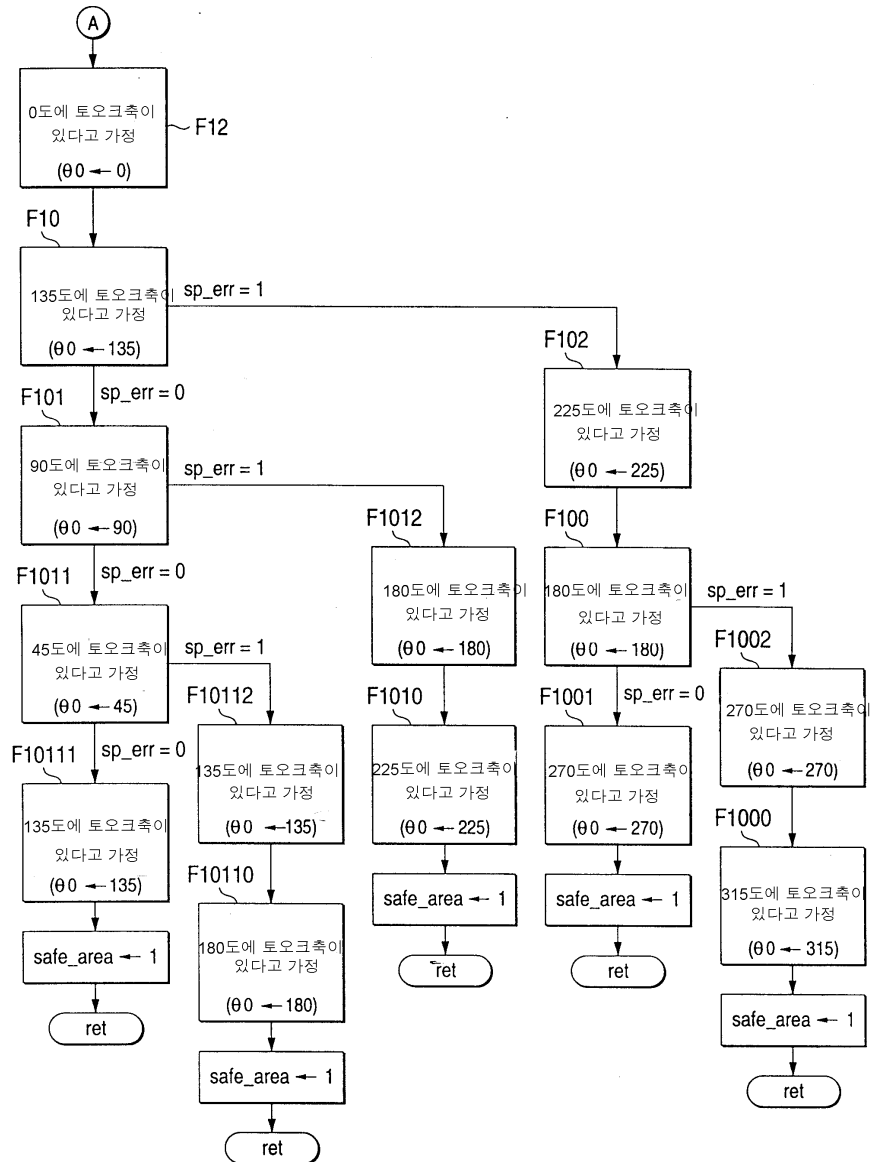 A
0도에 토오크축이
있다고 가정
(θ0 ← 0)
F12
F10
135도에 토오크축이
있다고 가정
(θ0 ← 135)
sp_err = 1
sp_err = 0
F102
225도에 토오크축이
있다고 가정
(θ0 ← 225)
F101
90도에 토오크축이
있다고 가정
(θ0 ← 90)
sp_err = 1
sp_err = 0
F1012
180도에 토오크축이
있다고 가정
(θ0 ← 180)
F100
180도에 토오크축이
있다고 가정
(θ0 ← 180)
sp_err = 1
sp_err = 0
F1011
45도에 토오크축이
있다고 가정
(θ0 ← 45)
sp_err = 1
sp_err = 0
F1002
270도에 토오크축이
있다고 가정
(θ0 ← 270)
F10112
135도에 토오크축이
있다고 가정
(θ0 ← 135)
F1010
225도에 토오크축이
있다고 가정
(θ0 ← 225)
F1001
270도에 토오크축이
있다고 가정
(θ0 ← 270)
F10111
135도에 토오크축이
있다고 가정
(θ0 ← 135)
F1000
315도에 토오크축이
있다고 가정
(θ0 ← 315)
safe_area ← 1
safe_area ← 1
F10110
180도에 토오크축이
있다고 가정
(θ0 ← 180)
safe_area ← 1
ret
ret
ret
safe_area ← 1
safe_area ← 1
ret
ret